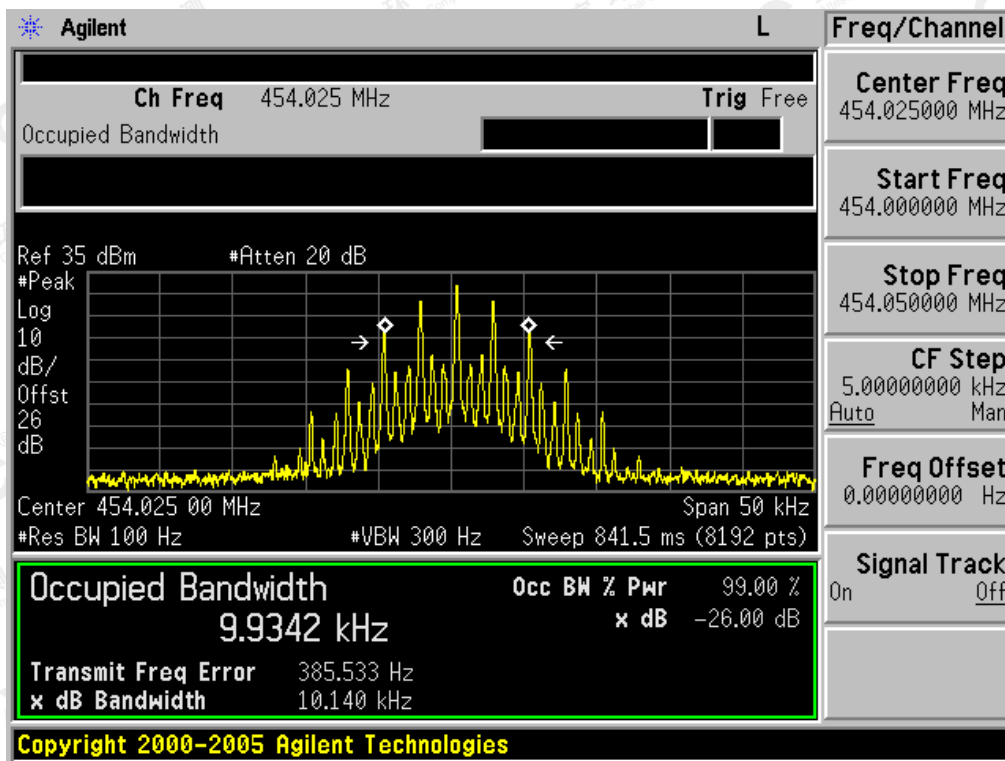 Agilent L Freq/Channel
Ch Freq 454.025 MHz Trig Free
Occupied Bandwidth
Center Freq
454.025000 MHz
Start Freq
454.000000 MHz
Stop Freq
454.050000 MHz
CF Step
5.00000000 kHz
Auto Man
Freq Offset
0.00000000 Hz
Signal Track
On Off
Ref 35 dBm #Atten 20 dB
#Peak
Log
10
dB/
Offst
26
dB
Center 454.025 00 MHz Span 50 kHz
#Res BW 100 Hz #VBW 300 Hz Sweep 841.5 ms (8192 pts)
Occupied Bandwidth Occ BW % Pwr 99.00 %
9.9342 kHz x dB -26.00 dB
Transmit Freq Error 385.533 Hz
x dB Bandwidth 10.140 kHz
Copyright 2000-2005 Agilent Technologies